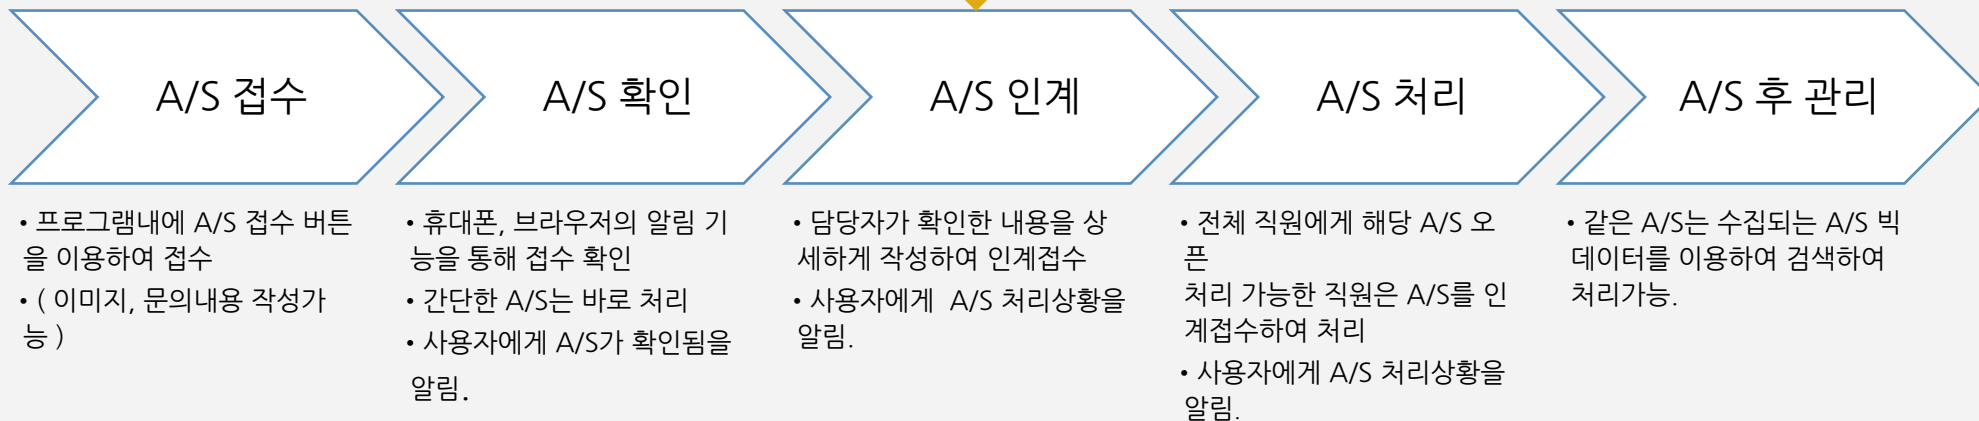 A/S 접수
A/S 확인
A/S 인계
A/S 처리
A/S 후 관리
• 프로그램내에 A/S 접수 버튼
을 이용하여 접수
• ( 이미지, 문의내용 작성가
능 )
• 휴대폰, 브라우저의 알림 기
능을 통해 접수 확인
• 간단한 A/S는 바로 처리
• 사용자에게 A/S가 확인됨을
알림.
• 담당자가 확인한 내용을 상
세하게 작성하여 인계접수
• 사용자에게  A/S 처리상황을
알림.
• 전체 직원에게 해당 A/S 오
픈
처리 가능한 직원은 A/S를 인
계접수하여 처리
• 사용자에게 A/S 처리상황을
알림.
• 같은 A/S는 수집되는 A/S 빅
데이터를 이용하여 검색하여
처리가능.